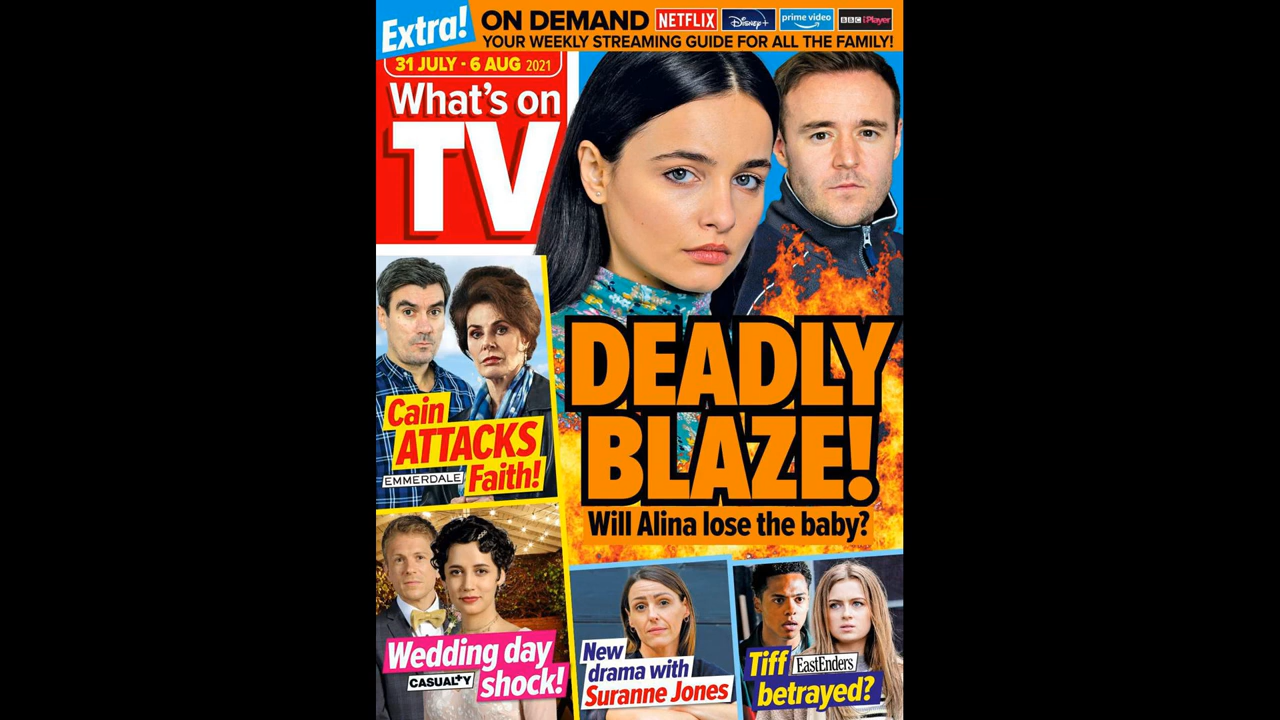 Extra!
ON DEMAND NETFLIX Disney+ prime video BBC iPlayer
YOUR WEEKLY STREAMING GUIDE FOR ALL THE FAMILY!
31 JULY - 6 AUG 2021
What's on
TV
DEADLY
BLAZE!
Will Alina lose the baby?
Cain
ATTACKS
EMMERDALE Faith!
Wedding day
CASUALTY shock!
New
drama with
Suranne Jones
Tiff EastEnders
betrayed?